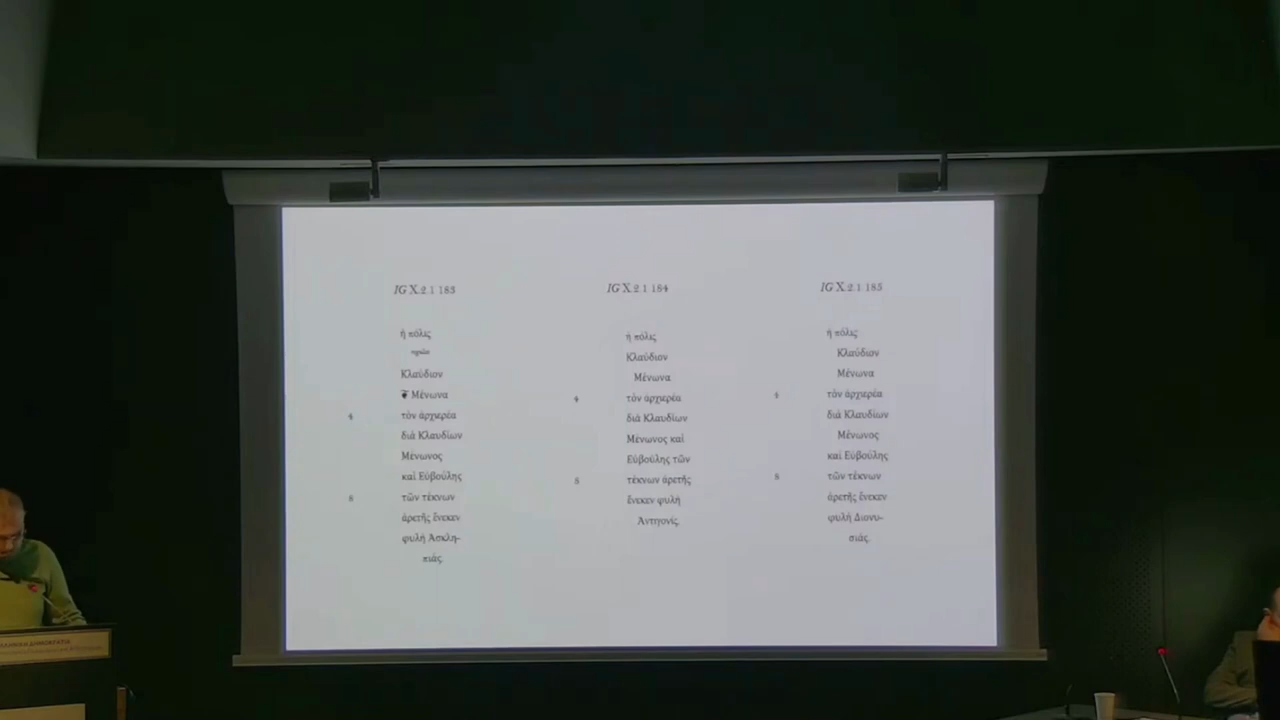 IG X.2.1 183
ἡ πόλις
Κλαύδιον
❦ Μένωνα
4 τὸν ἀρχιερέα
διὰ Κλαυδίων
Μένωνος
καὶ Εὐβούλης
8 τῶν τέκνων
ἀρετῆς ἕνεκεν
φυλὴ Ἀσκλη-
πιάς.
IG X.2.1 184
ἡ πόλις
Κλαύδιον
Μένωνα
4 τὸν ἀρχιερέα
διὰ Κλαυδίων
Μένωνος καὶ
Εὐβούλης τῶν
8 τέκνων ἀρετῆς
ἕνεκεν φυλὴ
Ἀντιγονίς.
IG X.2.1 185
ἡ πόλις
Κλαύδιον
Μένωνα
4 τὸν ἀρχιερέα
διὰ Κλαυδίων
Μένωνος
καὶ Εὐβούλης
8 τῶν τέκνων
ἀρετῆς ἕνεκεν
φυλὴ Διονυ-
σιάς.
ΕΛΛΗΝΙΚΗ ΔΗΜΟΚΡΑΤΙΑ